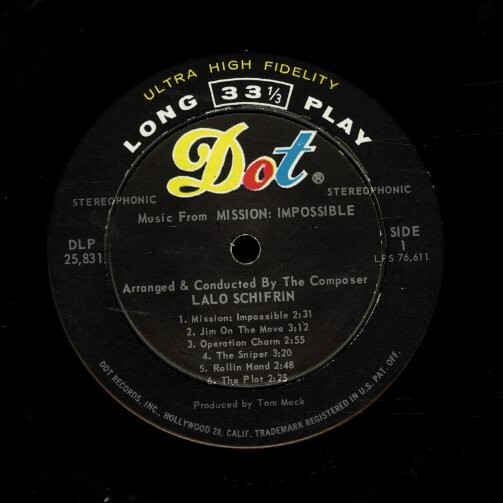 ULTRA HIGH FIDELITY
LONG 33 1/3 PLAY
Dot®
STEREOPHONIC STEREOPHONIC
Music From MISSION: IMPOSSIBLE
DLP
25,831
SIDE
1
LPS 76,611
Arranged & Conducted By The Composer
LALO SCHIFRIN
1. Mission: Impossible 2:31
2. Jim On The Move 3:12
3. Operation Charm 2:55
4. The Sniper 3:20
5. Rollin Hand 2:48
6. The Plot 2:25
Produced by Tom Mack
DOT RECORDS, INC., HOLLYWOOD 28, CALIF. TRADEMARK REGISTERED IN U.S. PAT. OFF.